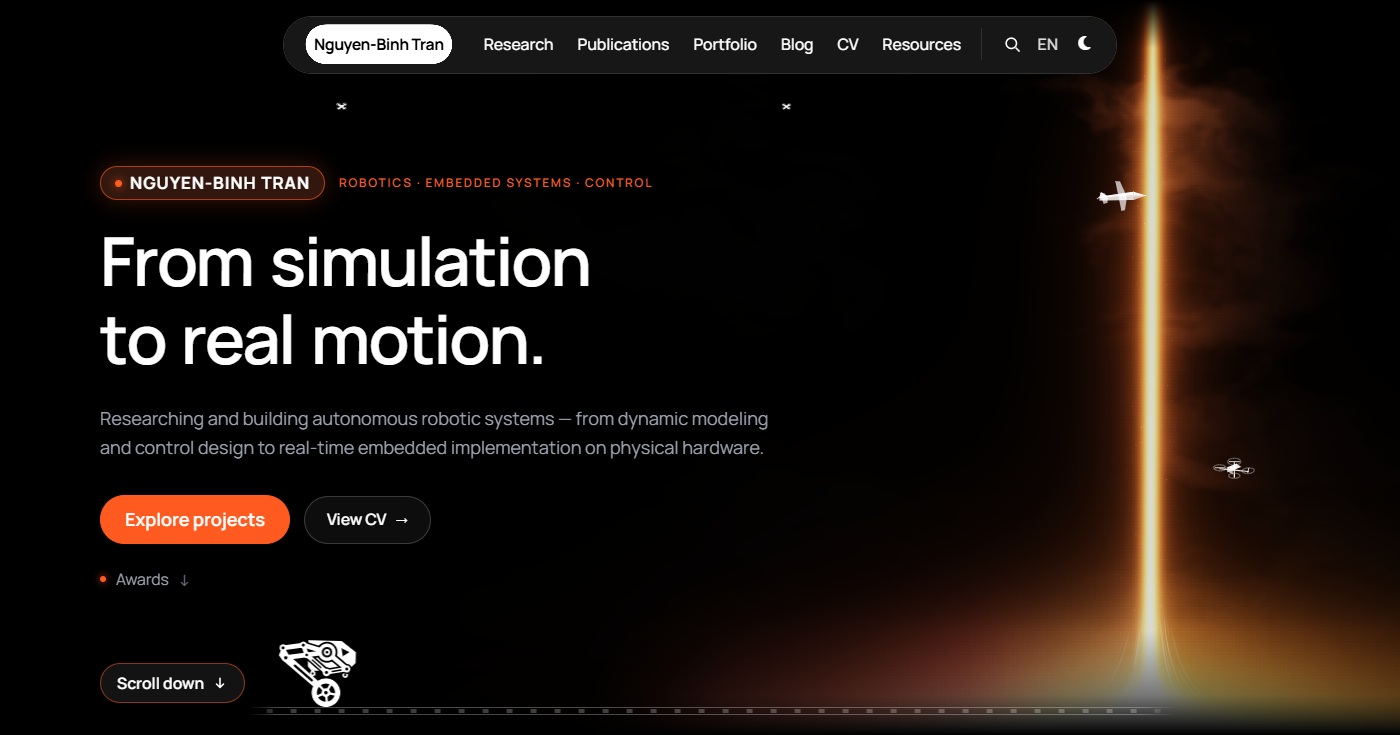 Nguyen-Binh Tran Research Publications Portfolio Blog CV Resources EN
NGUYEN-BINH TRAN ROBOTICS · EMBEDDED SYSTEMS · CONTROL
From simulation
to real motion.
Researching and building autonomous robotic systems — from dynamic modeling
and control design to real-time embedded implementation on physical hardware.
Explore projects View CV →
Awards ↓
Scroll down ↓